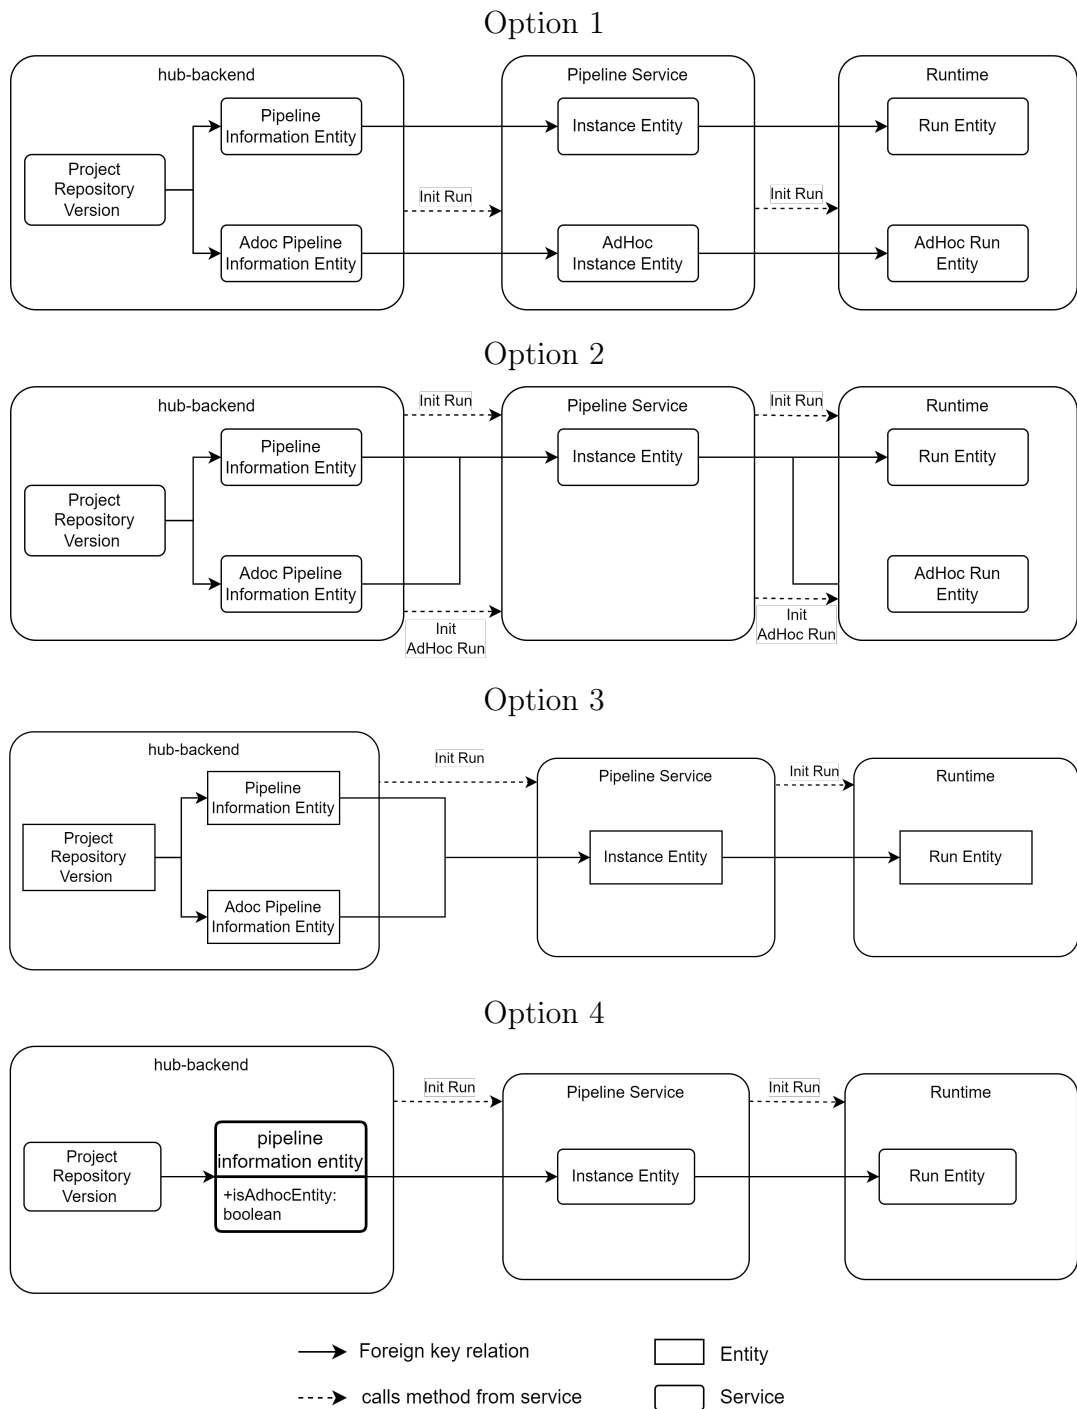 Option 1
hub-backend
Pipeline
Information Entity
Project
Repository
Version
Adoc Pipeline
Information Entity
Init Run
Pipeline Service
Instance Entity
AdHoc
Instance Entity
Init Run
Runtime
Run Entity
AdHoc Run
Entity
Option 2
hub-backend
Pipeline
Information Entity
Project
Repository
Version
Adoc Pipeline
Information Entity
Init Run
Init
AdHoc Run
Pipeline Service
Instance Entity
Init Run
Init
AdHoc Run
Runtime
Run Entity
AdHoc Run
Entity
Option 3
hub-backend
Pipeline
Information Entity
Project
Repository
Version
Adoc Pipeline
Information Entity
Init Run
Pipeline Service
Instance Entity
Init Run
Runtime
Run Entity
Option 4
hub-backend
Project
Repository
Version
pipeline
information entity
+isAdhocEntity:
boolean
Init Run
Pipeline Service
Instance Entity
Init Run
Runtime
Run Entity
Foreign key relation
Entity
calls method from service
Service